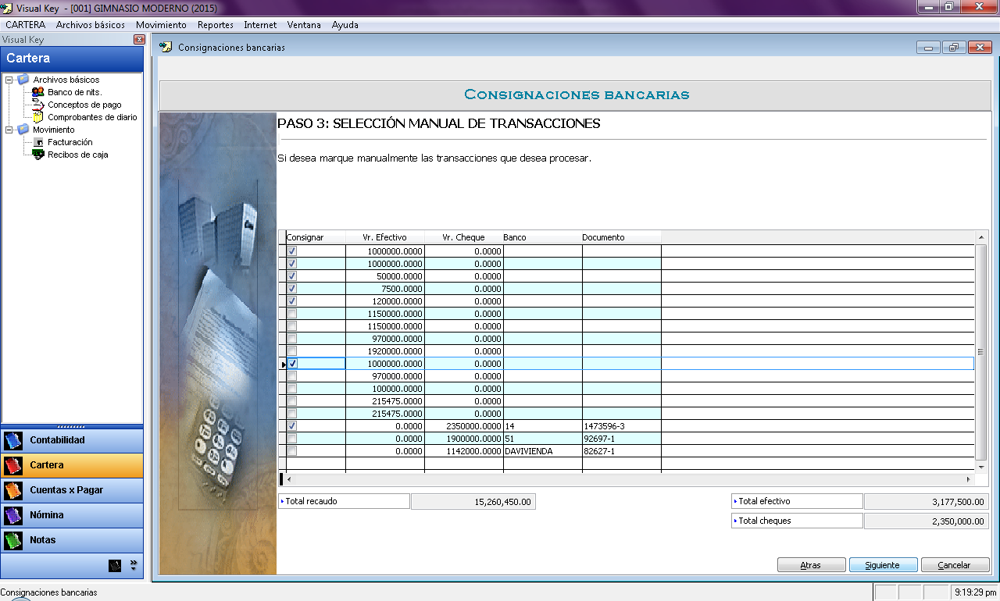 Visual Key - [001] GIMNASIO MODERNO (2015)
CARTERA Archivos básicos Movimiento Reportes Internet Ventana Ayuda
Visual Key
Cartera
Archivos básicos
Banco de nits.
Conceptos de pago
Comprobantes de diario
Movimiento
Facturación
Recibos de caja
Contabilidad
Cartera
Cuentas x Pagar
Nómina
Notas
Consignaciones bancarias
Consignaciones bancarias
PASO 3: SELECCIÓN MANUAL DE TRANSACCIONES
Si desea marque manualmente las transacciones que desea procesar.
Consignar Vr. Efectivo Vr. Cheque Banco Documento
1000000.0000 0.0000
1000000.0000 0.0000
50000.0000 0.0000
7500.0000 0.0000
120000.0000 0.0000
1150000.0000 0.0000
1150000.0000 0.0000
970000.0000 0.0000
1920000.0000 0.0000
1000000.0000 0.0000
970000.0000 0.0000
100000.0000 0.0000
215475.0000 0.0000
215475.0000 0.0000
0.0000 2350000.0000 14 1473596-3
0.0000 1900000.0000 51 92697-1
0.0000 1142000.0000 DAVIVIENDA 82627-1
Total recaudo 15,260,450.00 Total efectivo 3,177,500.00
Total cheques 2,350,000.00
Atras Siguiente Cancelar
Consignaciones bancarias 9:19:29 pm